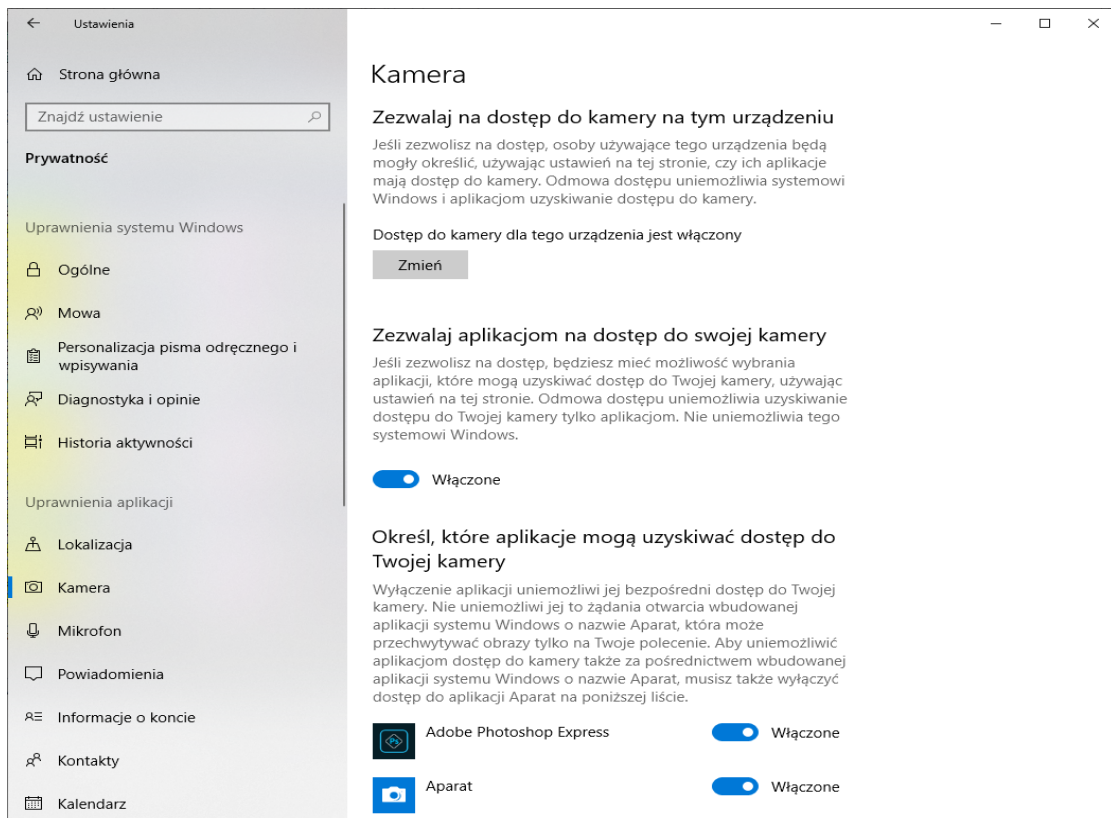 Ustawienia
Strona główna
Znajdź ustawienie
Prywatność
Uprawnienia systemu Windows
Ogólne
Mowa
Personalizacja pisma odręcznego i
wpisywania
Diagnostyka i opinie
Historia aktywności
Uprawnienia aplikacji
Lokalizacja
Kamera
Mikrofon
Powiadomienia
Informacje o koncie
Kontakty
Kalendarz
Kamera
Zezwalaj na dostęp do kamery na tym urządzeniu
Jeśli zezwolisz na dostęp, osoby używające tego urządzenia będą
mogły określić, używając ustawień na tej stronie, czy ich aplikacje
mają dostęp do kamery. Odmowa dostępu uniemożliwia systemowi
Windows i aplikacjom uzyskiwanie dostępu do kamery.
Dostęp do kamery dla tego urządzenia jest włączony
Zmień
Zezwalaj aplikacjom na dostęp do swojej kamery
Jeśli zezwolisz na dostęp, będziesz mieć możliwość wybrania
aplikacji, które mogą uzyskiwać dostęp do Twojej kamery, używając
ustawień na tej stronie. Odmowa dostępu uniemożliwia uzyskiwanie
dostępu do Twojej kamery tylko aplikacjom. Nie uniemożliwia tego
systemowi Windows.
Włączone
Określ, które aplikacje mogą uzyskiwać dostęp do
Twojej kamery
Wyłączenie aplikacji uniemożliwi jej bezpośredni dostęp do Twojej
kamery. Nie uniemożliwi jej to żądania otwarcia wbudowanej
aplikacji systemu Windows o nazwie Aparat, która może
przechwytywać obrazy tylko na Twoje polecenie. Aby uniemożliwić
aplikacjom dostęp do kamery także za pośrednictwem wbudowanej
aplikacji systemu Windows o nazwie Aparat, musisz także wyłączyć
dostęp do aplikacji Aparat na poniższej liście.
Ps
Adobe Photoshop Express Włączone
Aparat Włączone